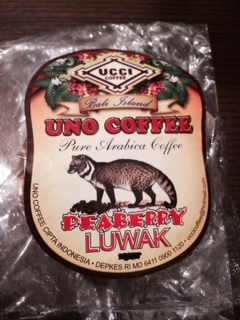 UCCI
COFFEE
Bali Island
UNO COFFEE
Pure Arabica Coffee
PEABERRY
LUWAK
UNO COFFEE CIPTA INDONESIA • DEPKES RI MD 6411 0900 1120 •